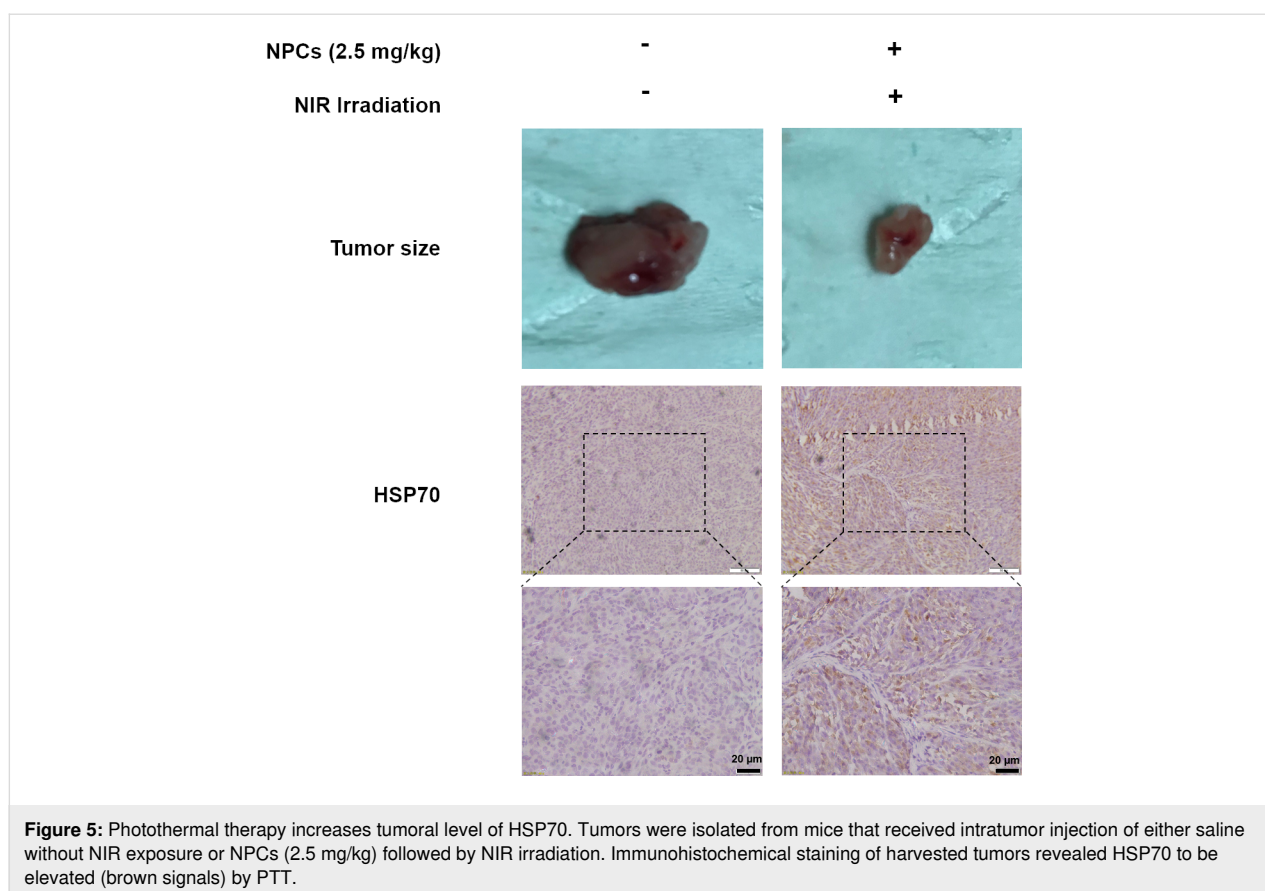 NPCs (2.5 mg/kg) - +
NIR Irradiation - +
Tumor size
HSP70
20 µm 20 µm
Figure 5: Photothermal therapy increases tumoral level of HSP70. Tumors were isolated from mice that received intratumor injection of either saline
without NIR exposure or NPCs (2.5 mg/kg) followed by NIR irradiation. Immunohistochemical staining of harvested tumors revealed HSP70 to be
elevated (brown signals) by PTT.